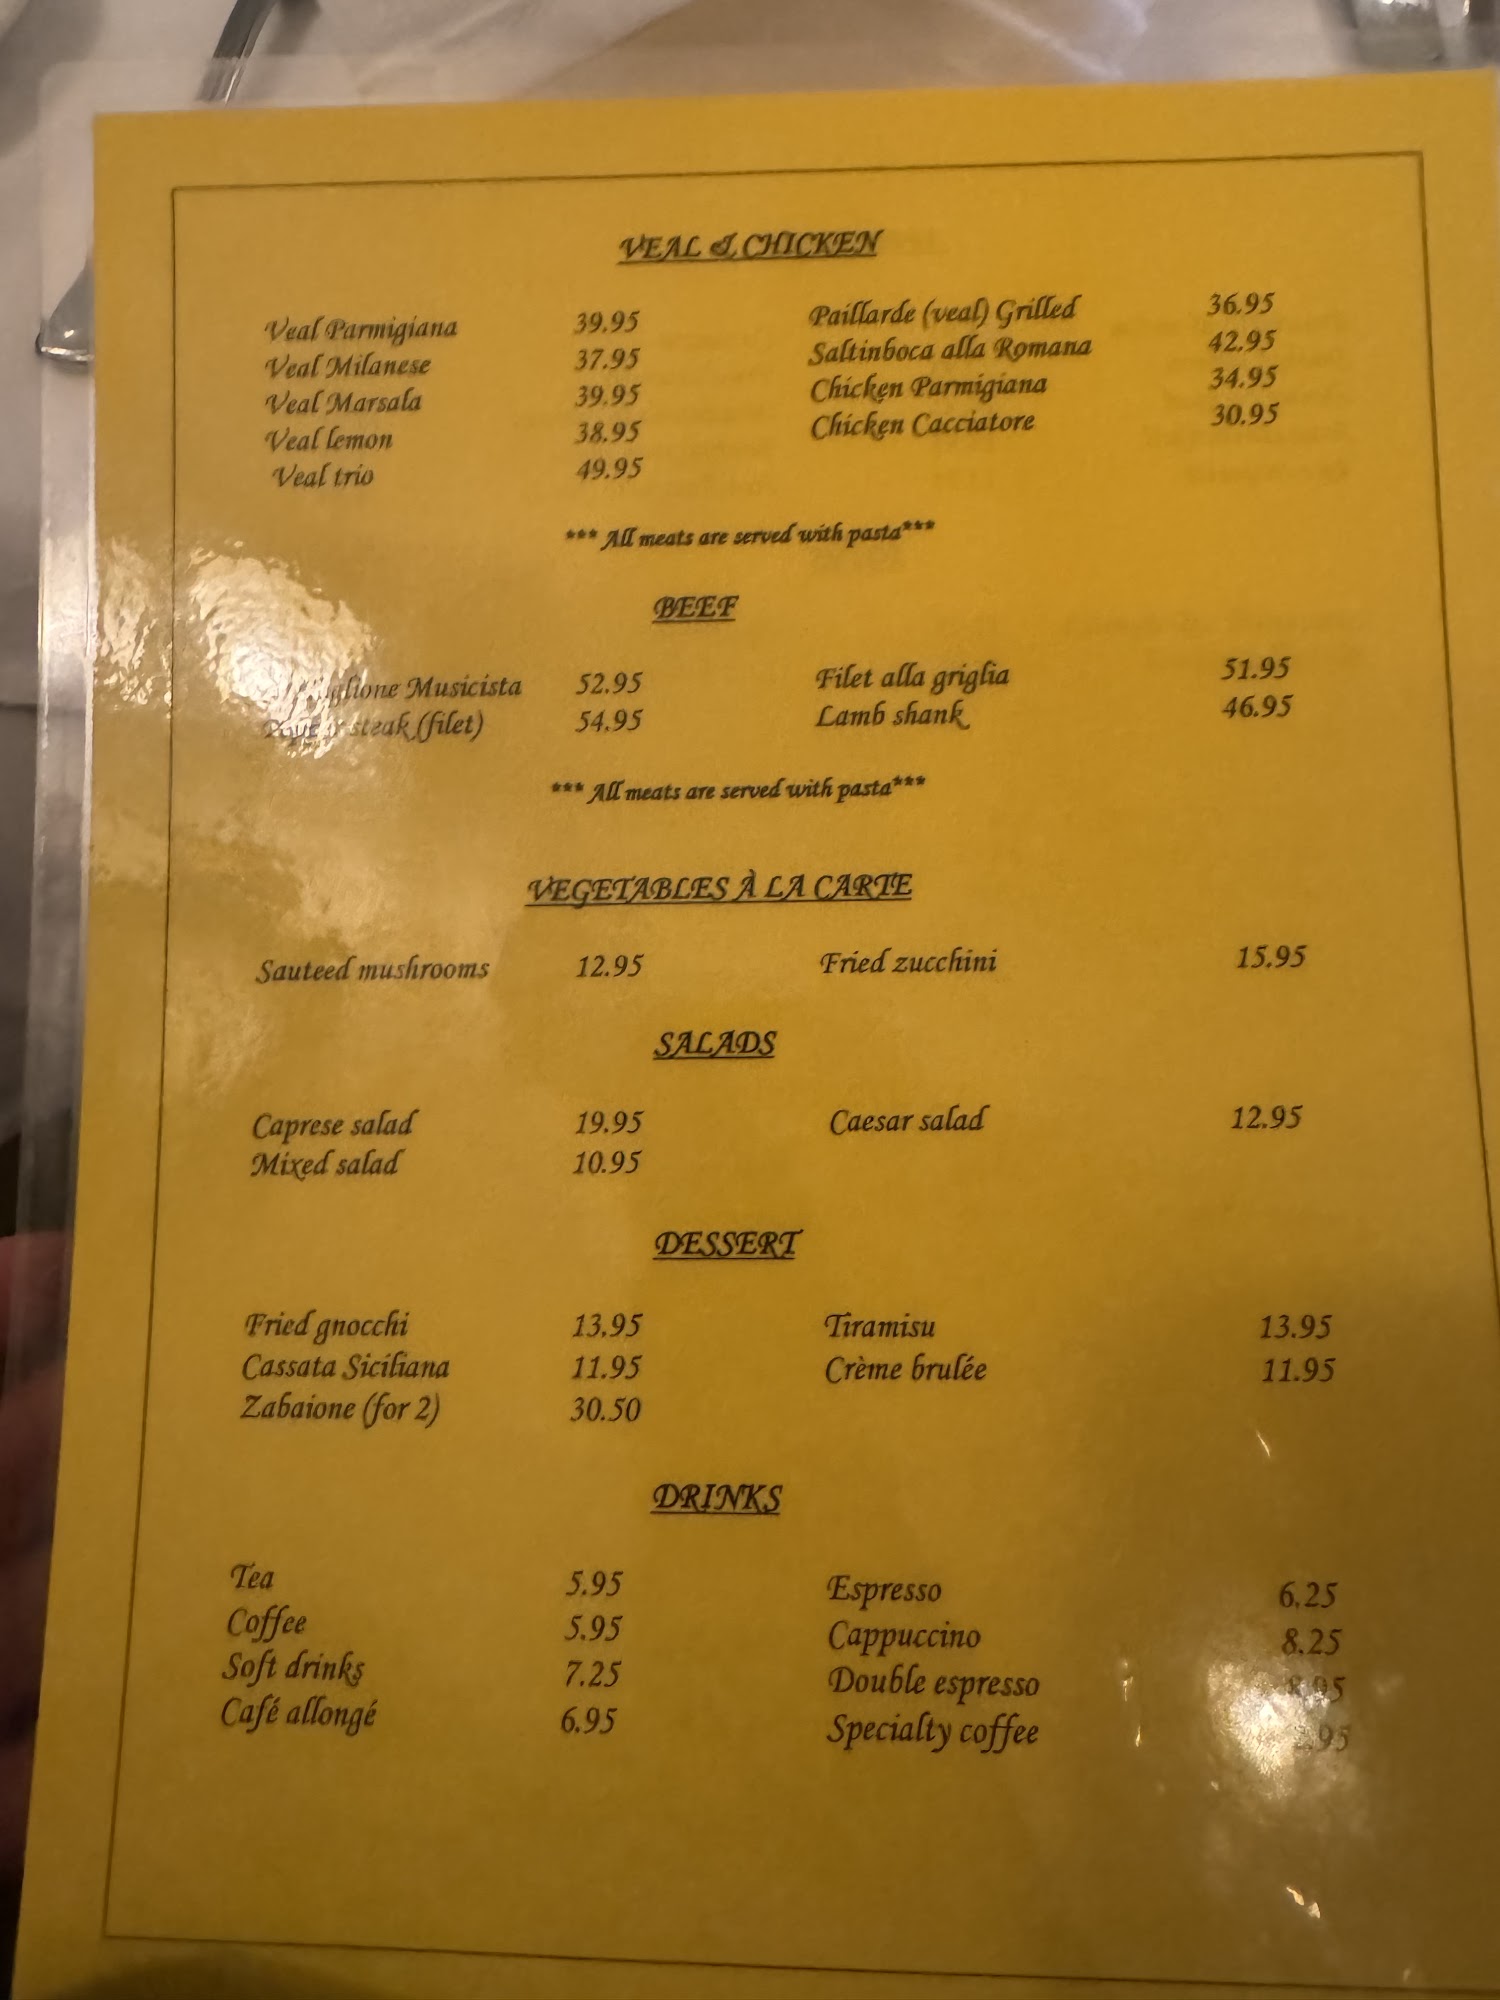 VEAL & CHICKEN
Veal Parmigiana 39.95 Paillarde (veal) Grilled 36.95
Veal Milanese 37.95 Saltinboca alla Romana 42.95
Veal Marsala 39.95 Chicken Parmigiana 34.95
Veal lemon 38.95 Chicken Cacciatore 30.95
Veal trio 49.95
*** All meats are served with pasta***
BEEF
Musicista 52.95 Filet alla griglia 51.95
steak (filet) 54.95 Lamb shank 46.95
*** All meats are served with pasta***
VEGETABLES À LA CARTE
Sauteed mushrooms 12.95 Fried zucchini 15.95
SALADS
Caprese salad 19.95 Caesar salad 12.95
Mixed salad 10.95
DESSERT
Fried gnocchi 13.95 Tiramisu 13.95
Cassata Siciliana 11.95 Crème brulée 11.95
Zabaione (for 2) 30.50
DRINKS
Tea 5.95 Espresso 6.25
Coffee 5.95 Cappuccino 8.25
Soft drinks 7.25 Double espresso
Café allongé 6.95 Specialty coffee